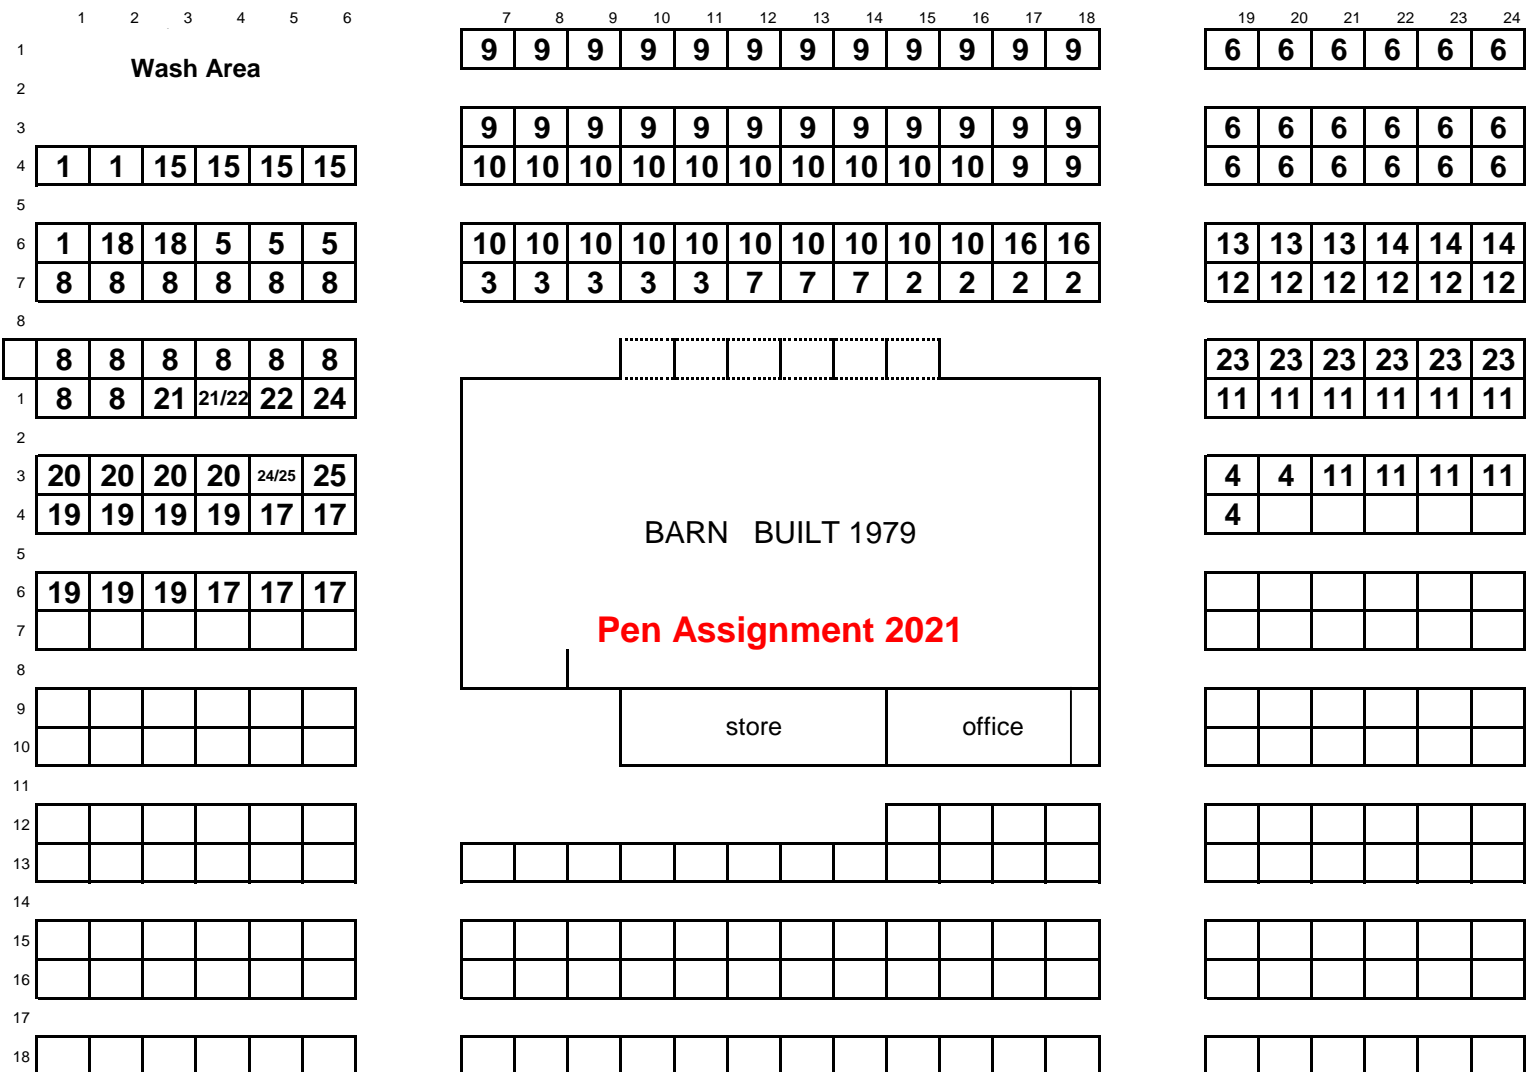 1 2 3 4 5 6 7 8 9 10 11 12 13 14 15 16 17 18 19 20 21 22 23 24
1 9 9 9 9 9 9 9 9 9 9 9 9 6 6 6 6 6 6
Wash Area
2
3 9 9 9 9 9 9 9 9 9 9 9 9 6 6 6 6 6 6
4 1 1 15 15 15 15 10 10 10 10 10 10 10 10 10 10 9 9 6 6 6 6 6 6
5
6 1 18 18 5 5 5 10 10 10 10 10 10 10 10 10 10 16 16 13 13 13 14 14 14
7 8 8 8 8 8 8 3 3 3 3 3 7 7 7 2 2 2 2 12 12 12 12 12 12
8
8 8 8 8 8 8 23 23 23 23 23 23
1 8 8 21 21/22 22 24 11 11 11 11 11 11
2
3 20 20 20 20 24/25 25 4 4 11 11 11 11
4 19 19 19 19 17 17 4
BARN BUILT 1979
5
6 19 19 19 17 17 17
7 Pen Assignment 2021
8
9
store office
10
11
12
13
14
15
16
17
18